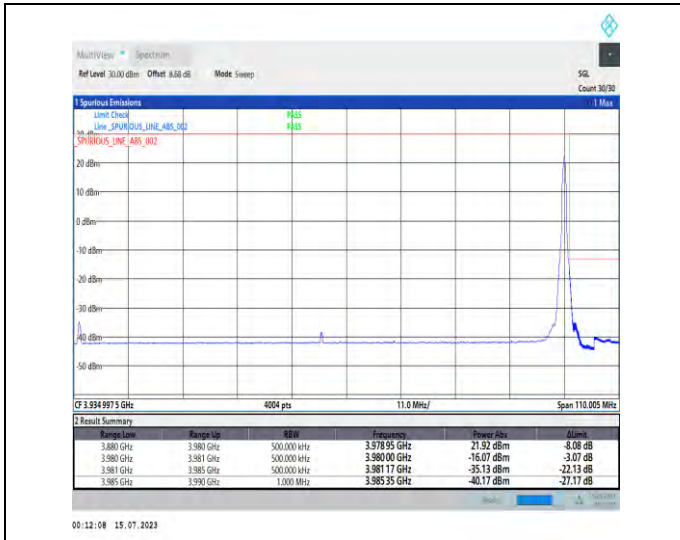 MultiView Spectrum
Ref Level 30.00 dBm Offset 8.68 dB Mode Sweep SGL
Count 30/30
1 Spurious Emissions 1 Max
Limit Check PASS
Line _SPURIOUS_LINE_ABS_002 PASS
_SPURIOUS_LINE_ABS_002
20 dBm
10 dBm
0 dBm
-10 dBm
-20 dBm
-30 dBm
-40 dBm
-50 dBm
CF 3.934 997 5 GHz 4004 pts 11.0 MHz/ Span 110.005 MHz
2 Result Summary
Range Low Range Up RBW Frequency Power Abs ΔLimit
3.880 GHz 3.980 GHz 500.000 kHz 3.978 95 GHz 21.92 dBm -8.08 dB
3.980 GHz 3.981 GHz 500.000 kHz 3.980 00 GHz -16.07 dBm -3.07 dB
3.981 GHz 3.985 GHz 500.000 kHz 3.981 17 GHz -35.13 dBm -22.13 dB
3.985 GHz 3.990 GHz 1.000 MHz 3.985 35 GHz -40.17 dBm -27.17 dB
00:12:08 15.07.2023